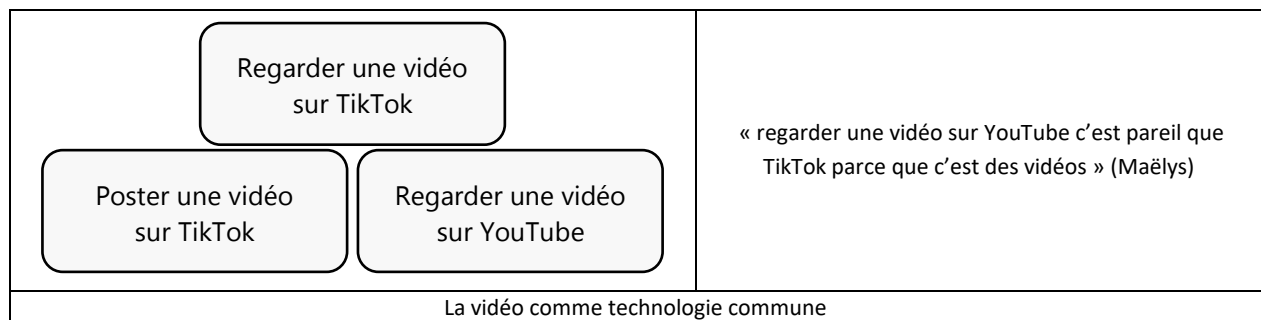 Regarder une vidéo
sur TikTok
Poster une vidéo
sur TikTok
Regarder une vidéo
sur YouTube
« regarder une vidéo sur YouTube c’est pareil que
TikTok parce que c’est des vidéos » (Maëlys)
La vidéo comme technologie commune